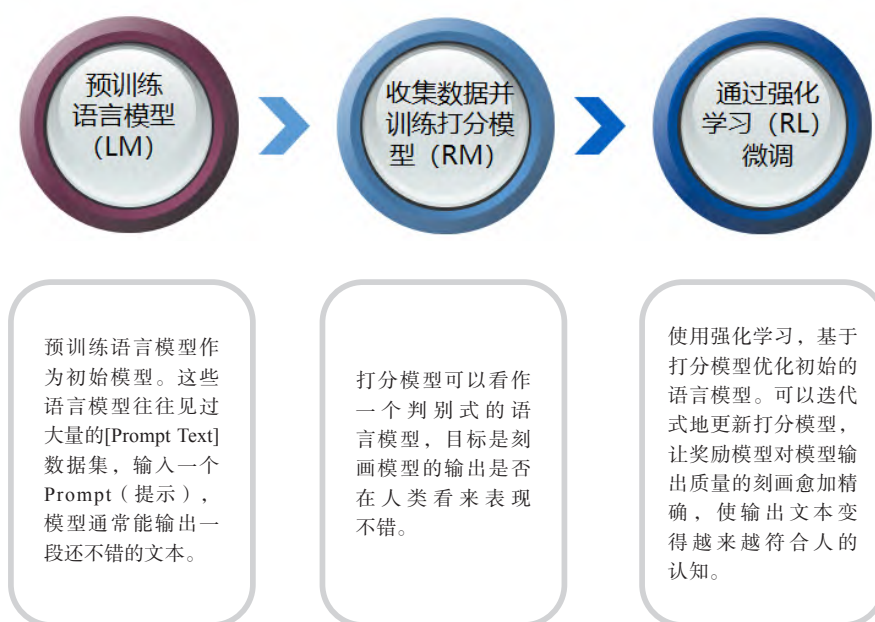 预训练
语言模型
（LM）
收集数据并
训练打分模
型（RM）
通过强化
学习（RL）
微调
预训练语言模型作
为初始模型。这些
语言模型往往见过
大量的[Prompt Text]
数据集，输入一个
Prompt（提示），
模型通常能输出一
段还不错的文本。
打分模型可以看作
一个判别式的语
言模型，目标是刻
画模型的输出是否
在人类看来表现
不错。
使用强化学习，基于
打分模型优化初始的
语言模型。可以迭代
式地更新打分模型，
让奖励模型对模型输
出质量的刻画愈加精
确，使输出文本变
得越来越符合人的
认知。